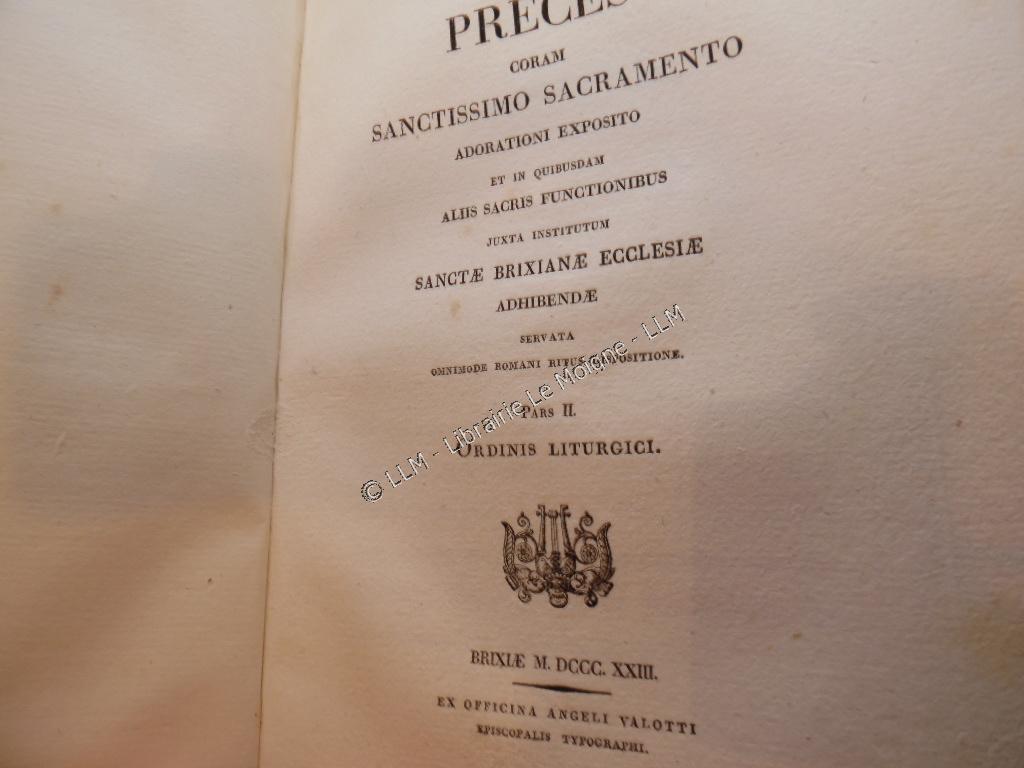 PRECES
CORAM
SANCTISSIMO SACRAMENTO
ADORATIONI EXPOSITO
ET IN QUIBUSDAM
ALIIS SACRIS FUNCTIONIBUS
JUXTA INSTITUTUM
SANCTÆ BRIXIANÆ ECCLESIÆ
ADHIBENDÆ
SERVATA
OMNIMODE ROMANI RITUS DISPOSITIONE.
PARS II.
ORDINIS LITURGICI.
© LLM - Librairie Le Moigne - LLM
BRIXIÆ M. DCCC. XXIII.
EX OFFICINA ANGELI VALOTTI
EPISCOPALIS TYPOGRAPHI.